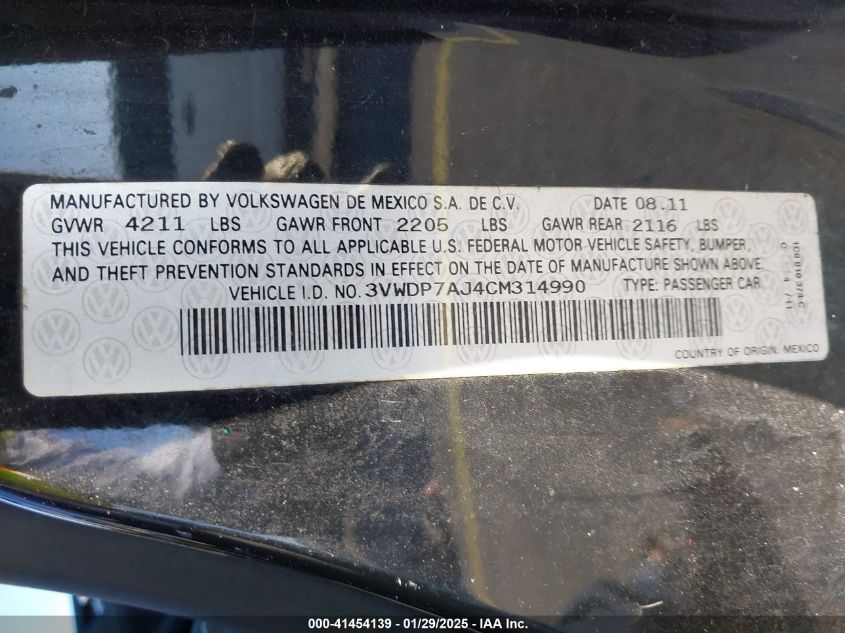 MANUFACTURED BY VOLKSWAGEN DE MEXICO S.A. DE C.V. DATE 08.11
GVWR 4211 LBS GAWR FRONT 2205 LBS GAWR REAR 2116 LBS
THIS VEHICLE CONFORMS TO ALL APPLICABLE U.S. FEDERAL MOTOR VEHICLE SAFETY, BUMPER,
AND THEFT PREVENTION STANDARDS IN EFFECT ON THE DATE OF MANUFACTURE SHOWN ABOVE.
VEHICLE I.D. NO. 3VWDP7AJ4CM314990 TYPE: PASSENGER CAR
COUNTRY OF ORIGIN: MEXICO
000-41454139 - 01/29/2025 - IAA Inc.